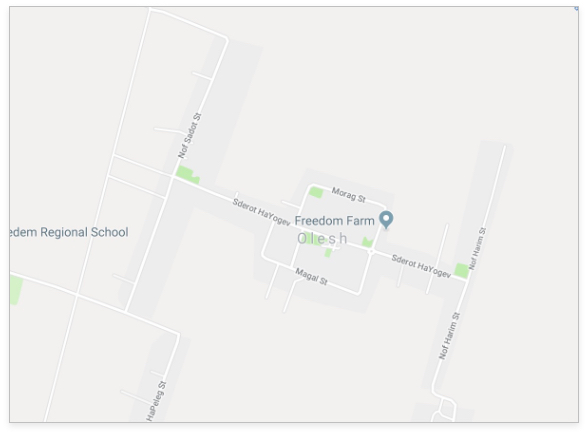 Nof Sadot St
Morag St
Sderot HaYogev
Freedom Farm
Olesh
edem Regional School
Nof Harim St
Sderot HaYogev
Magal St
Nof Harim St
HaPeleg St